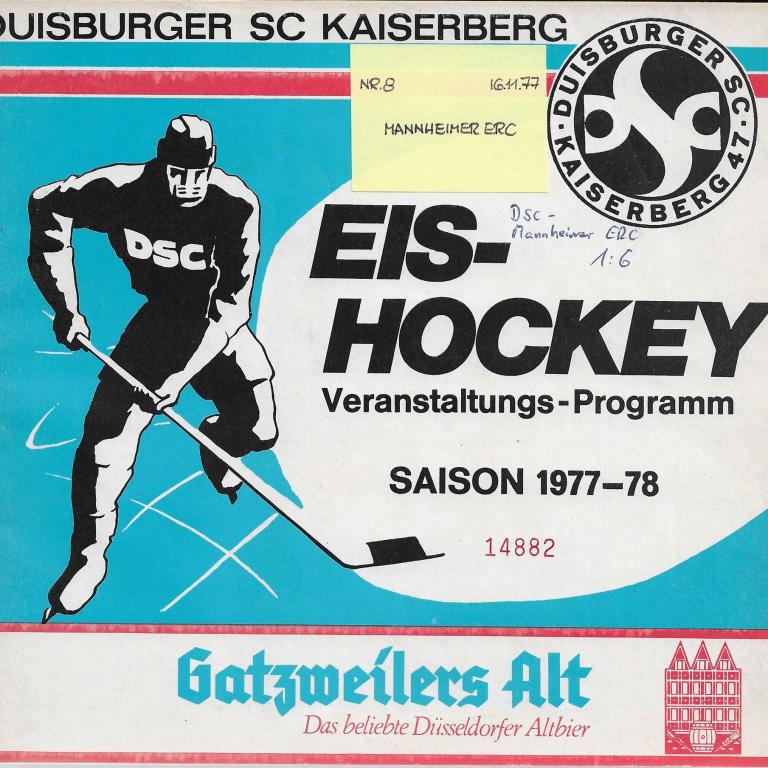 DUISBURGER SC KAISERBERG
DUISBURGER SC · KAISERBERG 47 ·
NR.8 16.11.77
MANNHEIMER ERC
DSC -
Mannheimer ERC
1:6
DSC
EIS-
HOCKEY
Veranstaltungs-Programm
SAISON 1977–78
14882
Gatzweilers Alt
Das beliebte Düsseldorfer Altbier